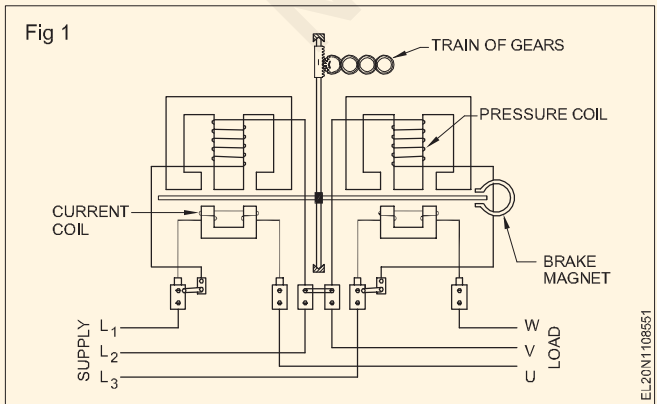 Fig 1
TRAIN OF GEARS
PRESSURE COIL
CURRENT
COIL
BRAKE
MAGNET
SUPPLY
L1
L2
L3
W
V
U
LOAD
EL20N1108551